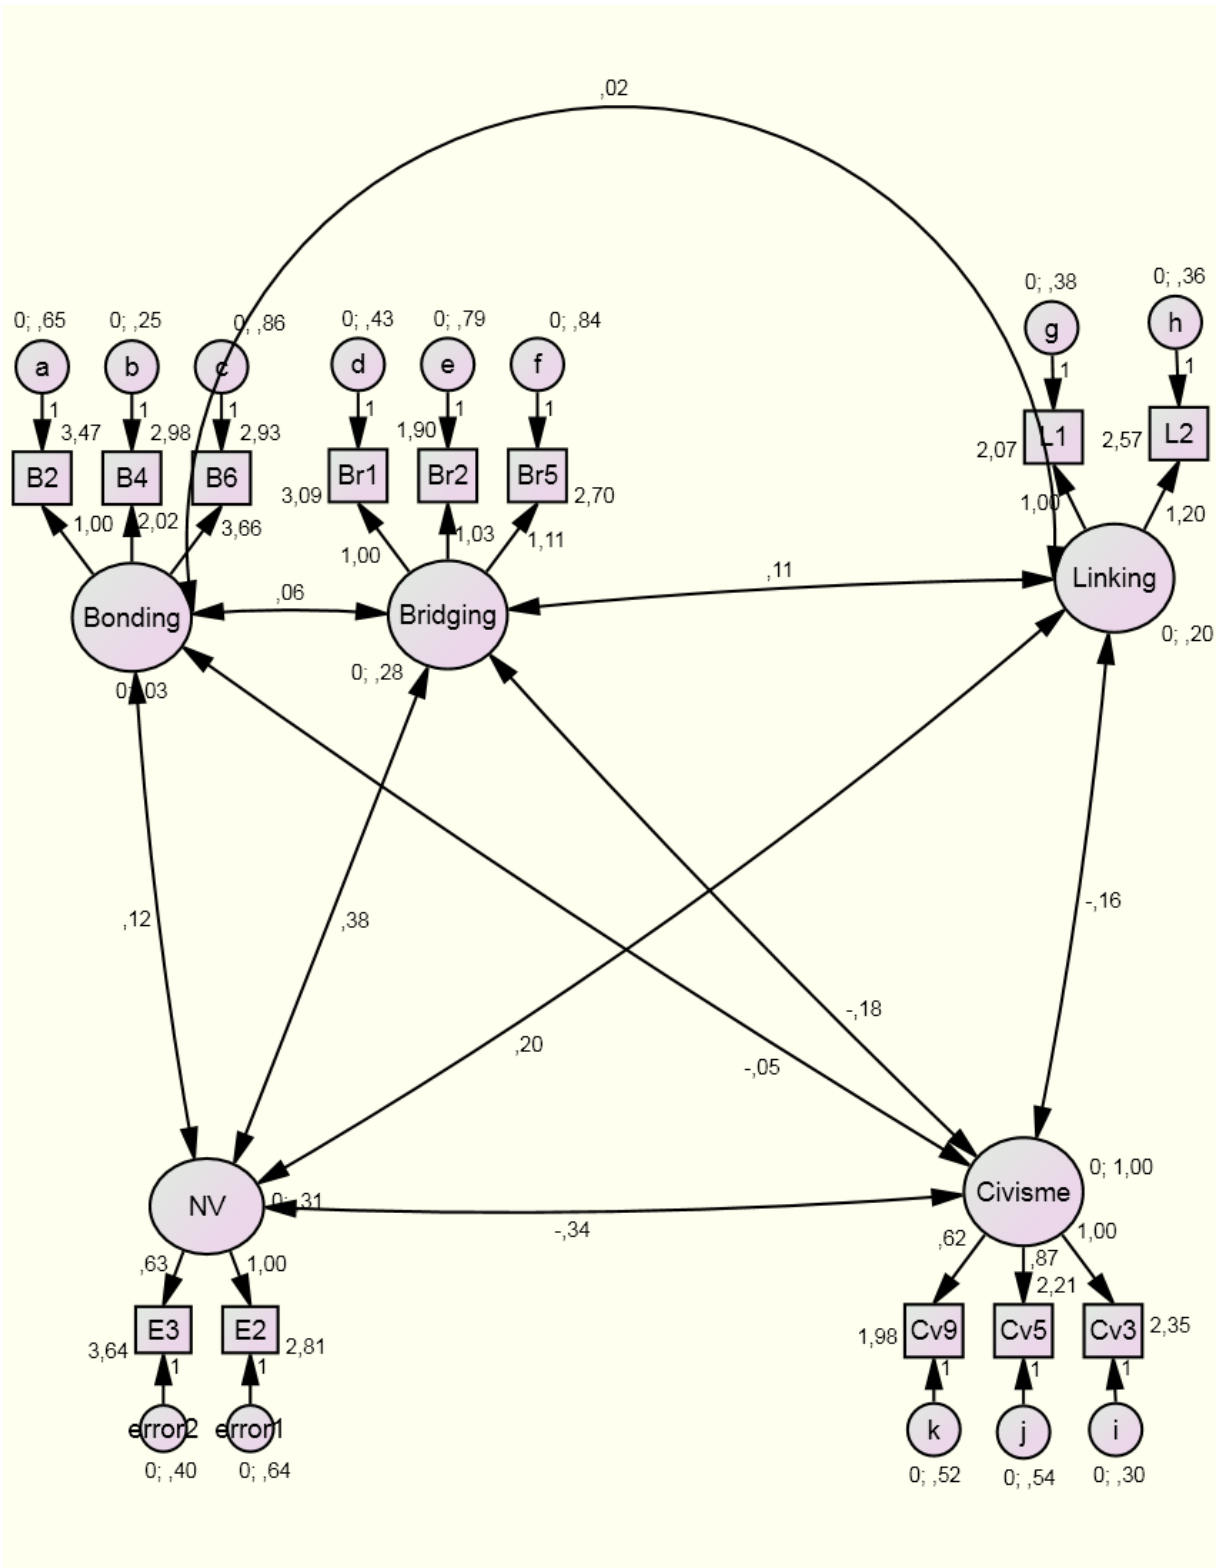 ,02
0; ,38
0; ,36
g
h
1
1
0; ,65
0; ,25
0; ,86
0; ,43
0; ,79
0; ,84
a
b
c
d
e
f
1
1
1
1
1
1
3,47
2,98
2,93
1,90
B2
B4
B6
Br1
Br2
Br5
3,09
2,70
2,07
L1
2,57
L2
1,00
2,02
3,66
1,00
1,03
1,11
1,00
1,20
Bonding
,06
Bridging
,11
Linking
0; ,03
0; ,28
0; ,20
,12
,38
-,16
,20
-,18
-,05
NV
0; ,31
-,34
Civisme
0; 1,00
,63
1,00
,62
,87
1,00
2,21
E3
E2
3,64
2,81
1,98
Cv9
Cv5
Cv3
2,35
1
1
1
1
1
error2
error1
k
j
i
0; ,40
0; ,64
0; ,52
0; ,54
0; ,30